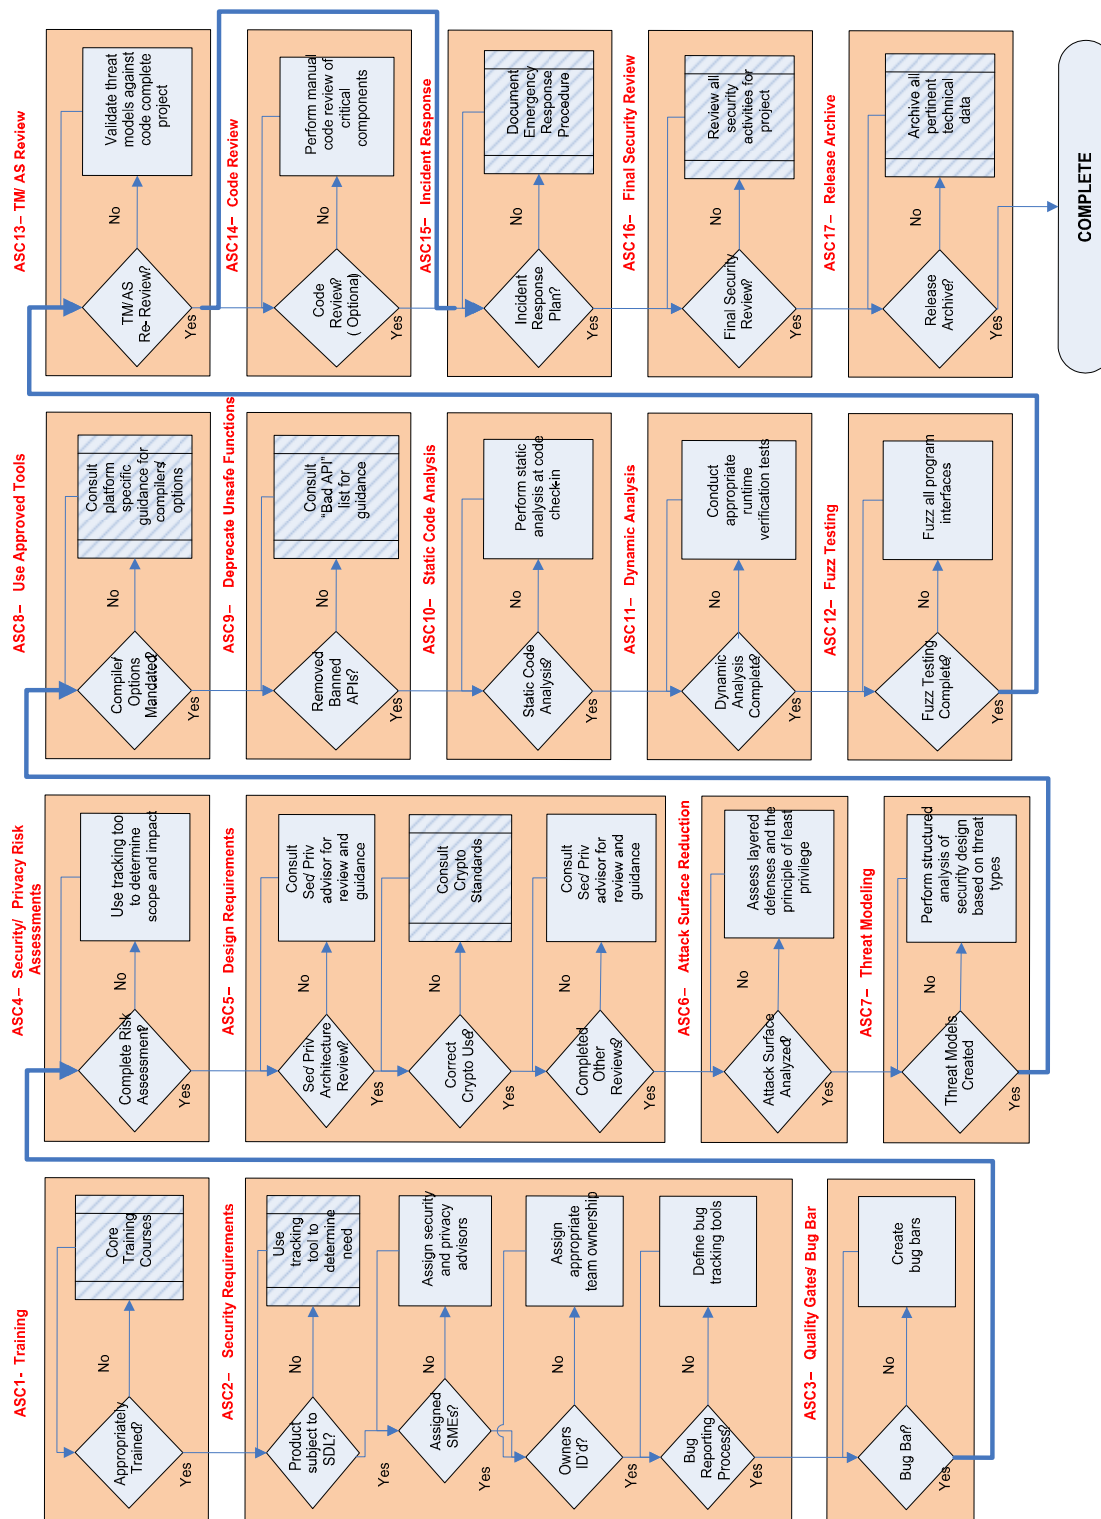 ASC1- Training
Appropriately
Trained?
No
Yes
Core
Training
Courses
ASC2– Security Requirements
Product
subject to
SDL?
No
Yes
Use
tracking
tool to
determine
need
Assigned
SMEs?
No
Yes
Assign security
and privacy
advisors
Owners
ID'd?
No
Yes
Assign
appropriate
team ownership
Bug
Reporting
Process?
No
Yes
Define bug
tracking tools
ASC3– Quality Gates/ Bug Bar
Bug Bar?
No
Yes
Create
bug bars
ASC4– Security/ Privacy Risk
Assessments
Complete Risk
Assessment?
No
Yes
Use tracking too
to determine
scope and impact
ASC5– Design Requirements
Sec/ Priv
Architecture
Review?
No
Yes
Consult
Sec/ Priv
advisor for
review and
guidance
Correct
Crypto Use?
No
Yes
Consult
Crypto
Standards
Completed
Other
Reviews?
No
Yes
Consult
Sec/ Priv
advisor for
review and
guidance
ASC6– Attack Surface Reduction
Attack Surface
Analyzed?
No
Yes
Assess layered
defenses and the
principle of least
privilege
ASC7– Threat Modeling
Threat Models
Created
No
Yes
Perform structured
analysis of
security design
based on threat
types
ASC8– Use Approved Tools
Compiler/
Options
Mandated?
No
Yes
Consult
platform
specific
guidance for
compilers/
options
ASC9– Deprecate Unsafe Functions
Removed
Banned
APIs?
No
Yes
Consult
"Bad API"
list for
guidance
ASC10– Static Code Analysis
Static Code
Analysis?
No
Yes
Perform static
analysis at code
check-in
ASC11– Dynamic Analysis
Dynamic
Analysis
Complete?
No
Yes
Conduct
appropriate
runtime
verification tests
ASC12– Fuzz Testing
Fuzz Testing
Complete?
No
Yes
Fuzz all program
interfaces
ASC13– TM/ AS Review
TM/ AS
Re- Review?
No
Yes
Validate threat
models against
code complete
project
ASC14– Code Review
Code
Review?
( Optional)
No
Yes
Perform manual
code review of
critical
components
ASC15– Incident Response
Incident
Response
Plan?
No
Yes
Document
Emergency
Response
Procedure
ASC16– Final Security Review
Final Security
Review?
No
Yes
Review all
security
activities for
project
ASC17– Release Archive
Release
Archive?
No
Yes
Archive all
pertinent
technical
data
COMPLETE